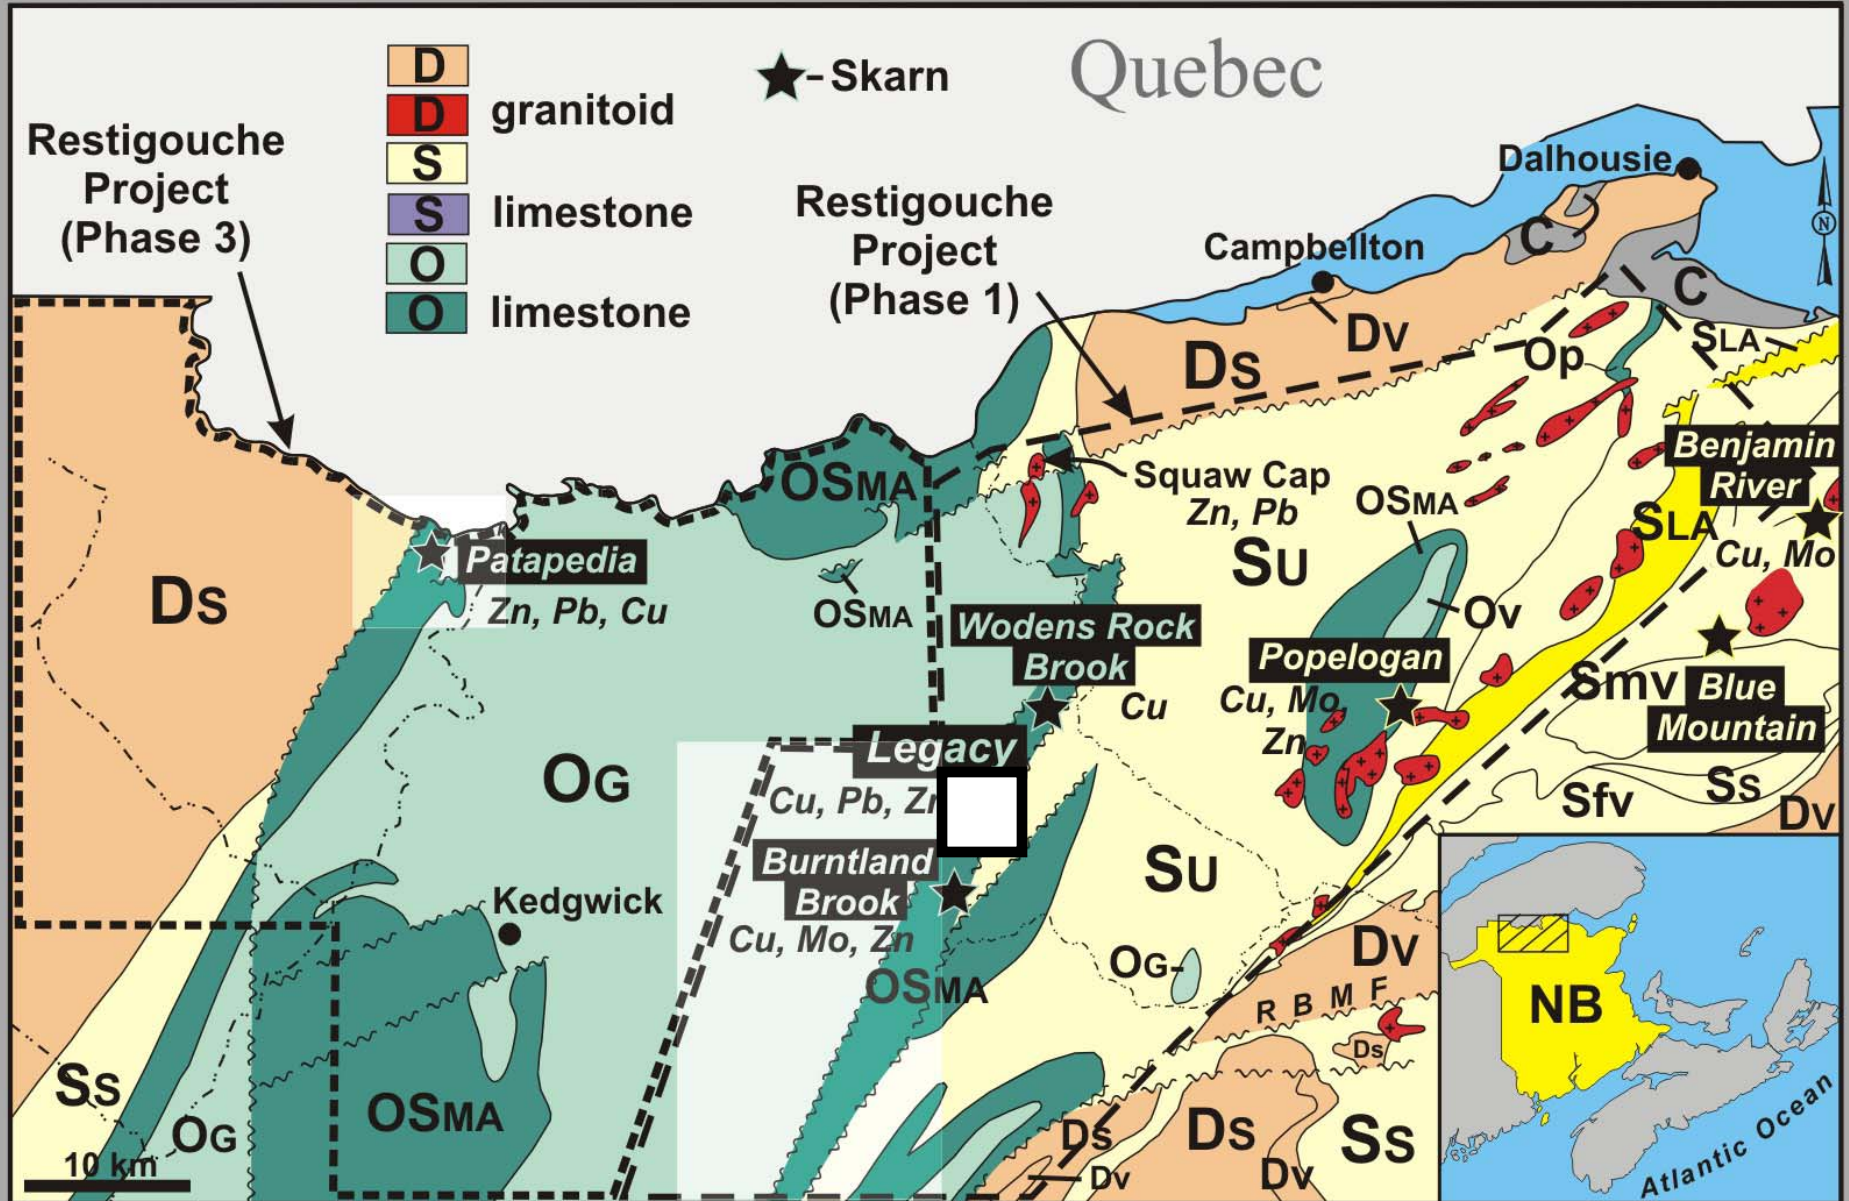 D
D granitoid
S
S limestone
O
O limestone
-Skarn
Quebec
Restigouche
Project
(Phase 3)
Restigouche
Project
(Phase 1)
Dalhousie
Campbellton
N
C
C
Dv
Ds
Op
SLA
Benjamin
River
SLA
Cu, Mo
Squaw Cap
Zn, Pb
OSMA
OSMA
Su
Ds
Patapedia
Zn, Pb, Cu
OSMA
Wodens Rock
Brook
Cu
Ov
Popelogan
Cu, Mo,
Zn
Smv
Blue
Mountain
OG
Legacy
Cu, Pb, Zn
Sfv
Ss
Dv
Burntland
Brook
Cu, Mo, Zn
OSMA
Su
Kedgwick
OG-
Dv
R B M F
Ds
NB
Atlantic Ocean
Ss
OG
OSMA
Ds
Dv
Ds
Dv
Ss
10 km